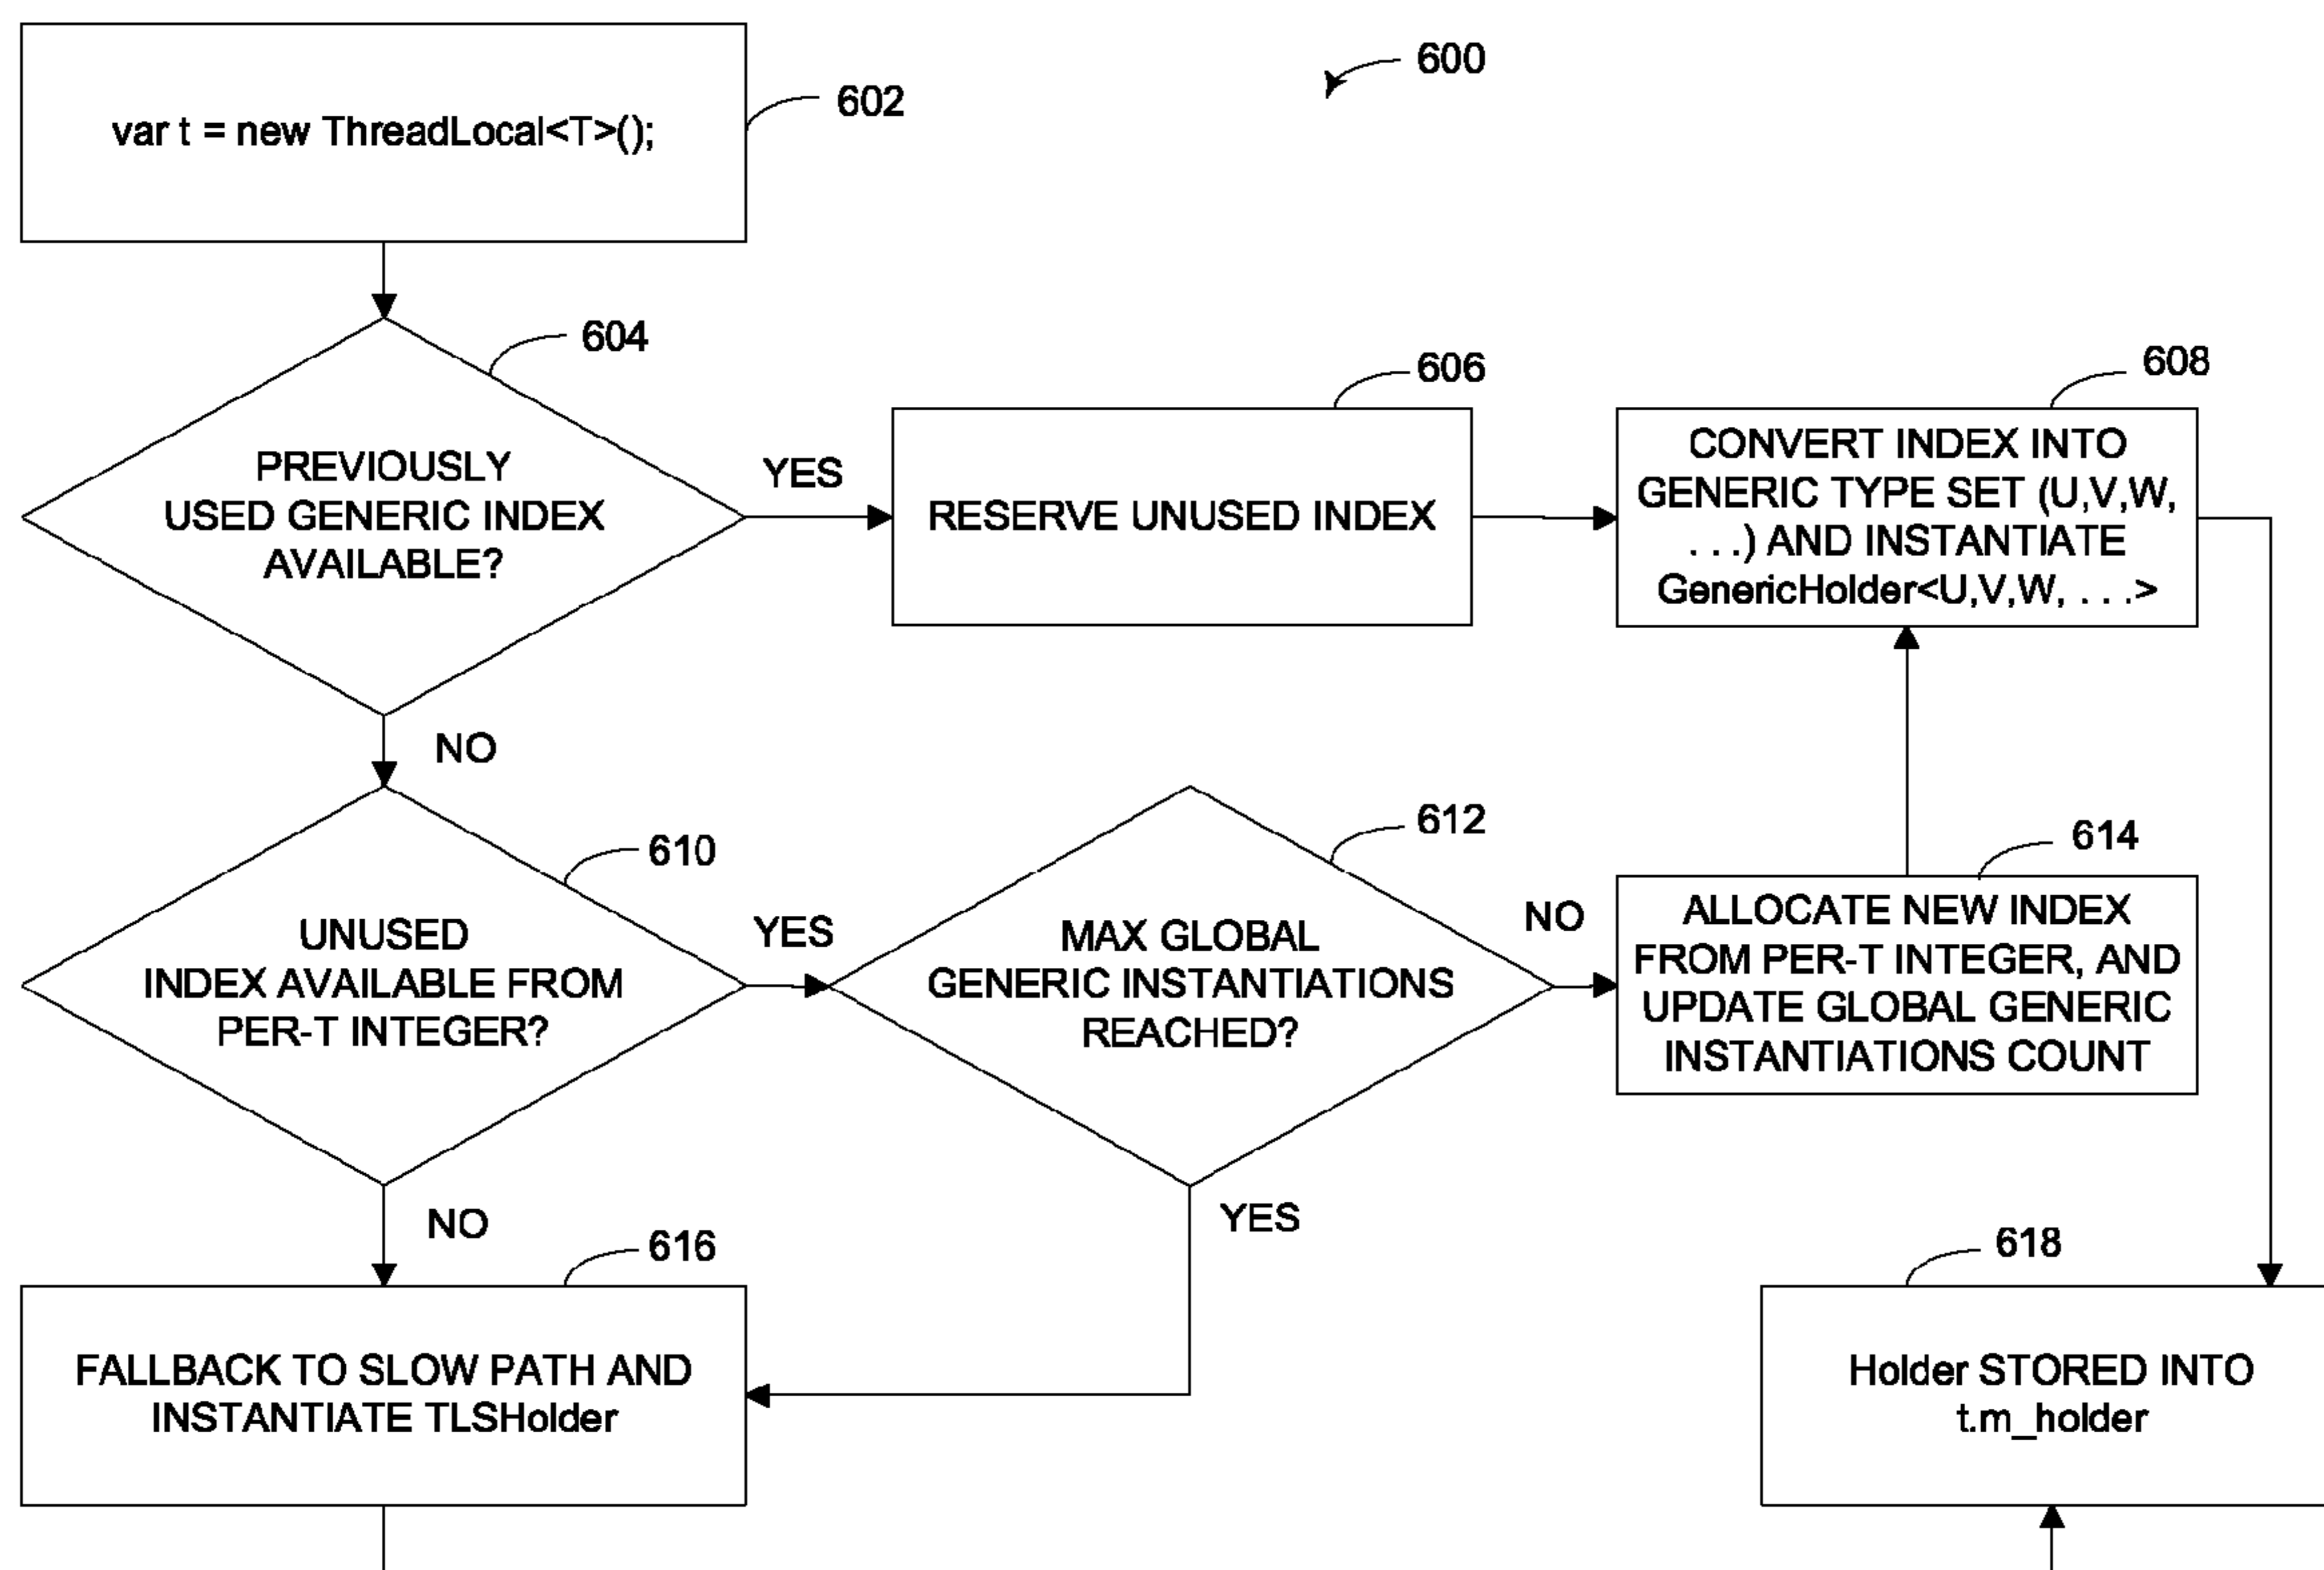 600
602
var t = new ThreadLocal<T>();
604
PREVIOUSLY
USED GENERIC INDEX
AVAILABLE?
YES
606
RESERVE UNUSED INDEX
608
CONVERT INDEX INTO
GENERIC TYPE SET (U,V,W,
. . .) AND INSTANTIATE
GenericHolder<U,V,W, . . .>
NO
610
UNUSED
INDEX AVAILABLE FROM
PER-T INTEGER?
YES
612
MAX GLOBAL
GENERIC INSTANTIATIONS
REACHED?
NO
614
ALLOCATE NEW INDEX
FROM PER-T INTEGER, AND
UPDATE GLOBAL GENERIC
INSTANTIATIONS COUNT
NO
YES
616
FALLBACK TO SLOW PATH AND
INSTANTIATE TLSHolder
618
Holder STORED INTO
t.m_holder